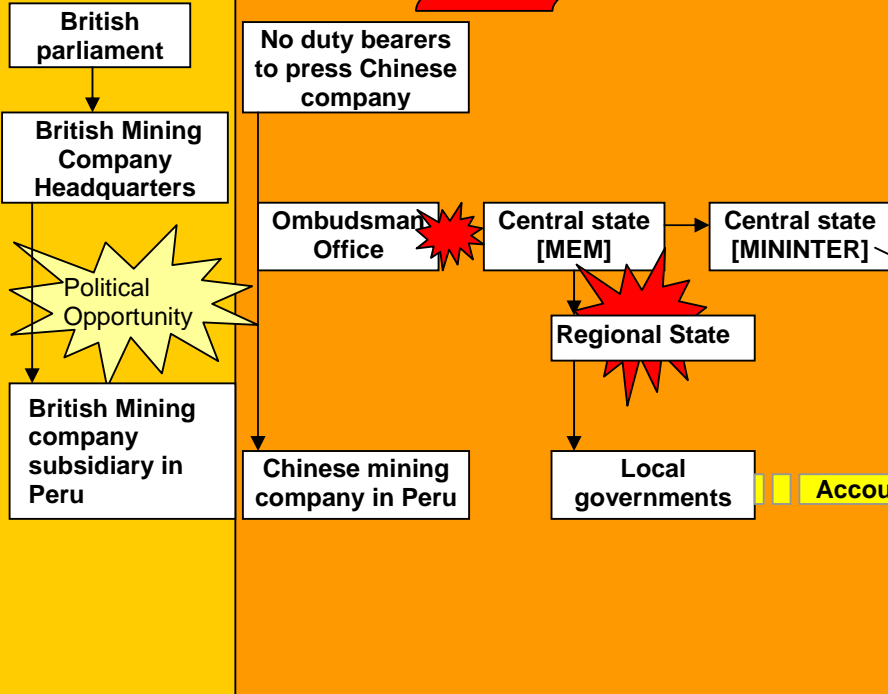 British
parliament
No duty bearers
to press Chinese
company
British Mining
Company
Headquarters
Ombudsman
Office
Central state
[MEM]
Central state
[MININTER]
Political
Opportunity
Regional State
British Mining
company
subsidiary in
Peru
Chinese mining
company in Peru
Local
governments
Accou